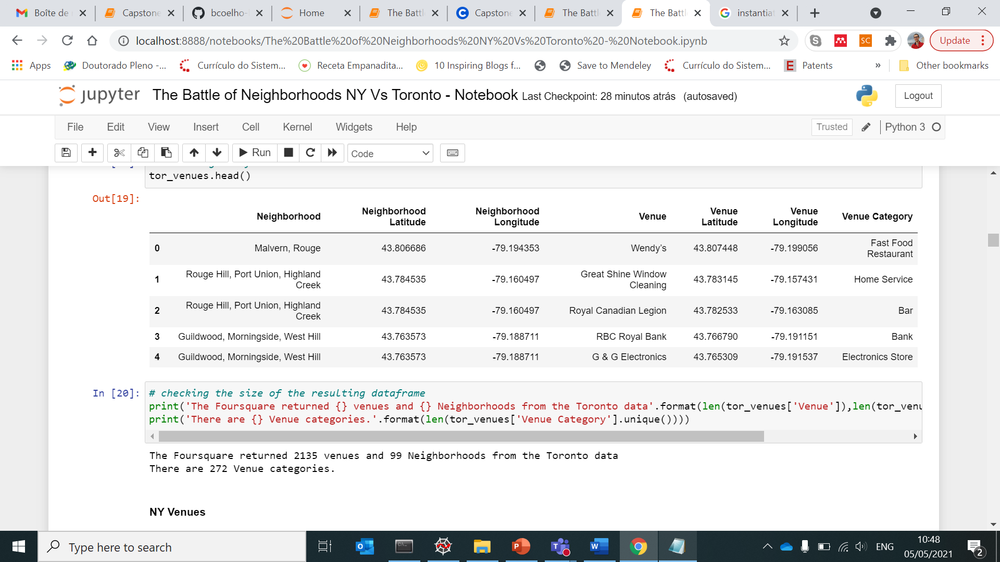 Boîte de
Capstone
bcoelho-
Home
The Battl
Capstone
The Battl
The Battl
instantiat
localhost:8888/notebooks/The%20Battle%20of%20Neighborhoods%20NY%20Vs%20Toronto%20-%20Notebook.ipynb
SC
Update
Apps
Doutorado Pleno -...
Currículo do Sistem...
Receta Empanadita...
10 Inspiring Blogs f...
Save to Mendeley
Currículo do Sistem...
E Patents
»
Other bookmarks
jupyter The Battle of Neighborhoods NY Vs Toronto - Notebook Last Checkpoint: 28 minutos atrás (autosaved)
Logout
File Edit View Insert Cell Kernel Widgets Help
Trusted
Python 3
Run
Code
tor_venues.head()
Out[19]:
Neighborhood Neighborhood Latitude Neighborhood Longitude Venue Venue Latitude Venue Longitude Venue Category
0 Malvern, Rouge 43.806686 -79.194353 Wendy’s 43.807448 -79.199056 Fast Food Restaurant
1 Rouge Hill, Port Union, Highland Creek 43.784535 -79.160497 Great Shine Window Cleaning 43.783145 -79.157431 Home Service
2 Rouge Hill, Port Union, Highland Creek 43.784535 -79.160497 Royal Canadian Legion 43.782533 -79.163085 Bar
3 Guildwood, Morningside, West Hill 43.763573 -79.188711 RBC Royal Bank 43.766790 -79.191151 Bank
4 Guildwood, Morningside, West Hill 43.763573 -79.188711 G & G Electronics 43.765309 -79.191537 Electronics Store
In [20]:
# checking the size of the resulting dataframe
print('The Foursquare returned {} venues and {} Neighborhoods from the Toronto data'.format(len(tor_venues['Venue']),len(tor_venu
print('There are {} Venue categories.'.format(len(tor_venues['Venue Category'].unique())))
The Foursquare returned 2135 venues and 99 Neighborhoods from the Toronto data
There are 272 Venue categories.
NY Venues
Type here to search
ENG
10:48
05/05/2021
2